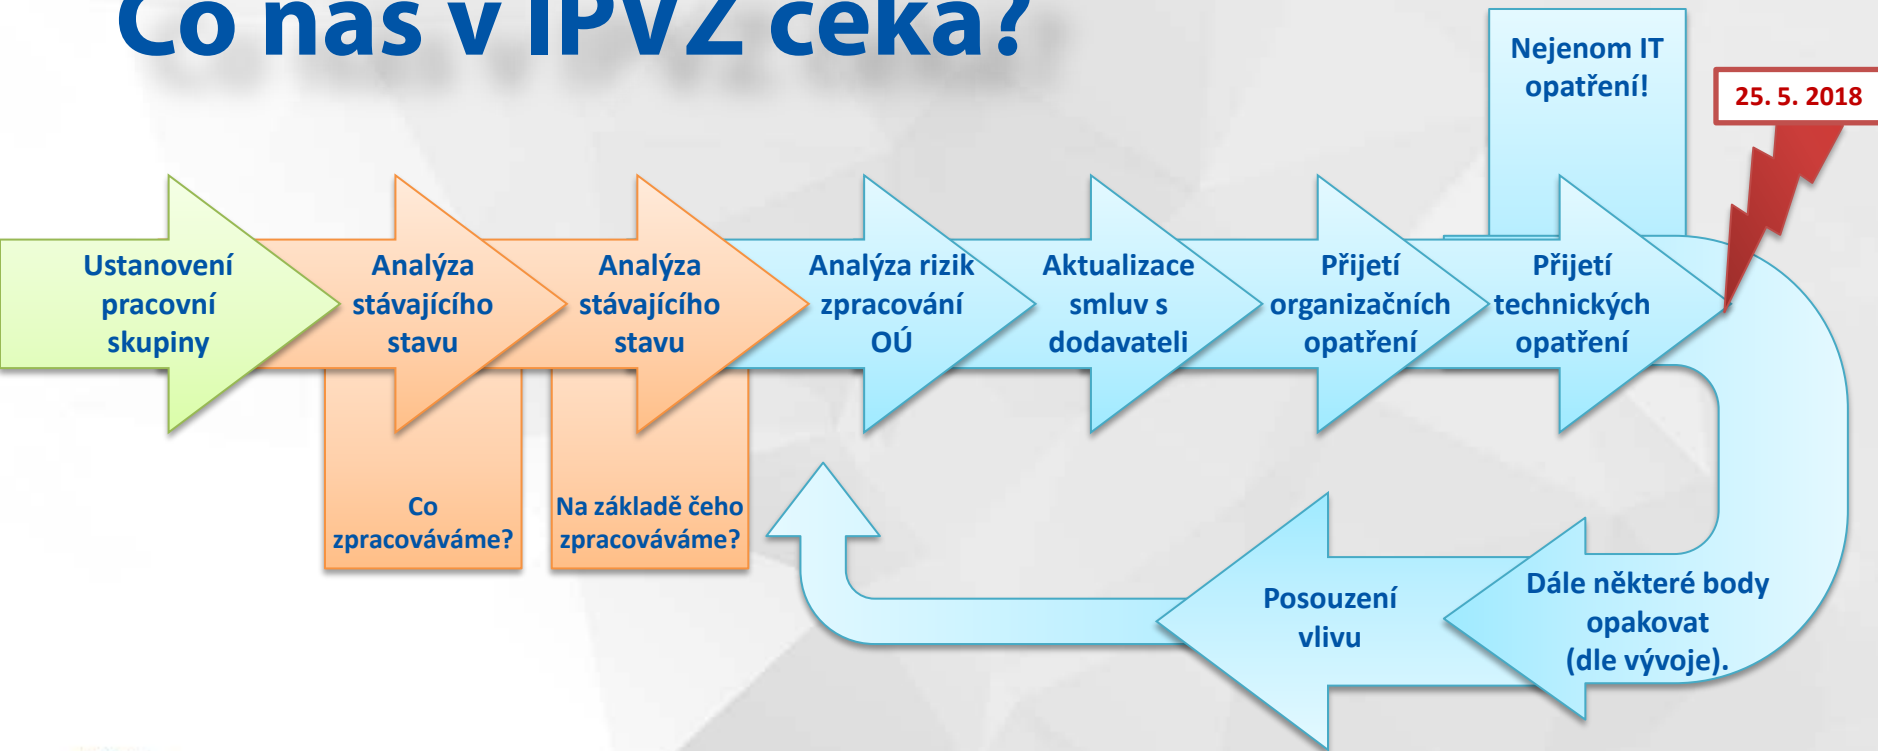 Co nás v IPVZ čeká?
Nejenom IT
opatření!
25. 5. 2018
Ustanovení
pracovní
skupiny
Analýza
stávajícího
stavu
Analýza
stávajícího
stavu
Analýza rizik
zpracování
OÚ
Aktualizace
smluv s
dodavateli
Přijetí
organizačních
opatření
Přijetí
technických
opatření
Co
zpracováváme?
Na základě čeho
zpracováváme?
Posouzení
vlivu
Dále některé body
opakovat
(dle vývoje).